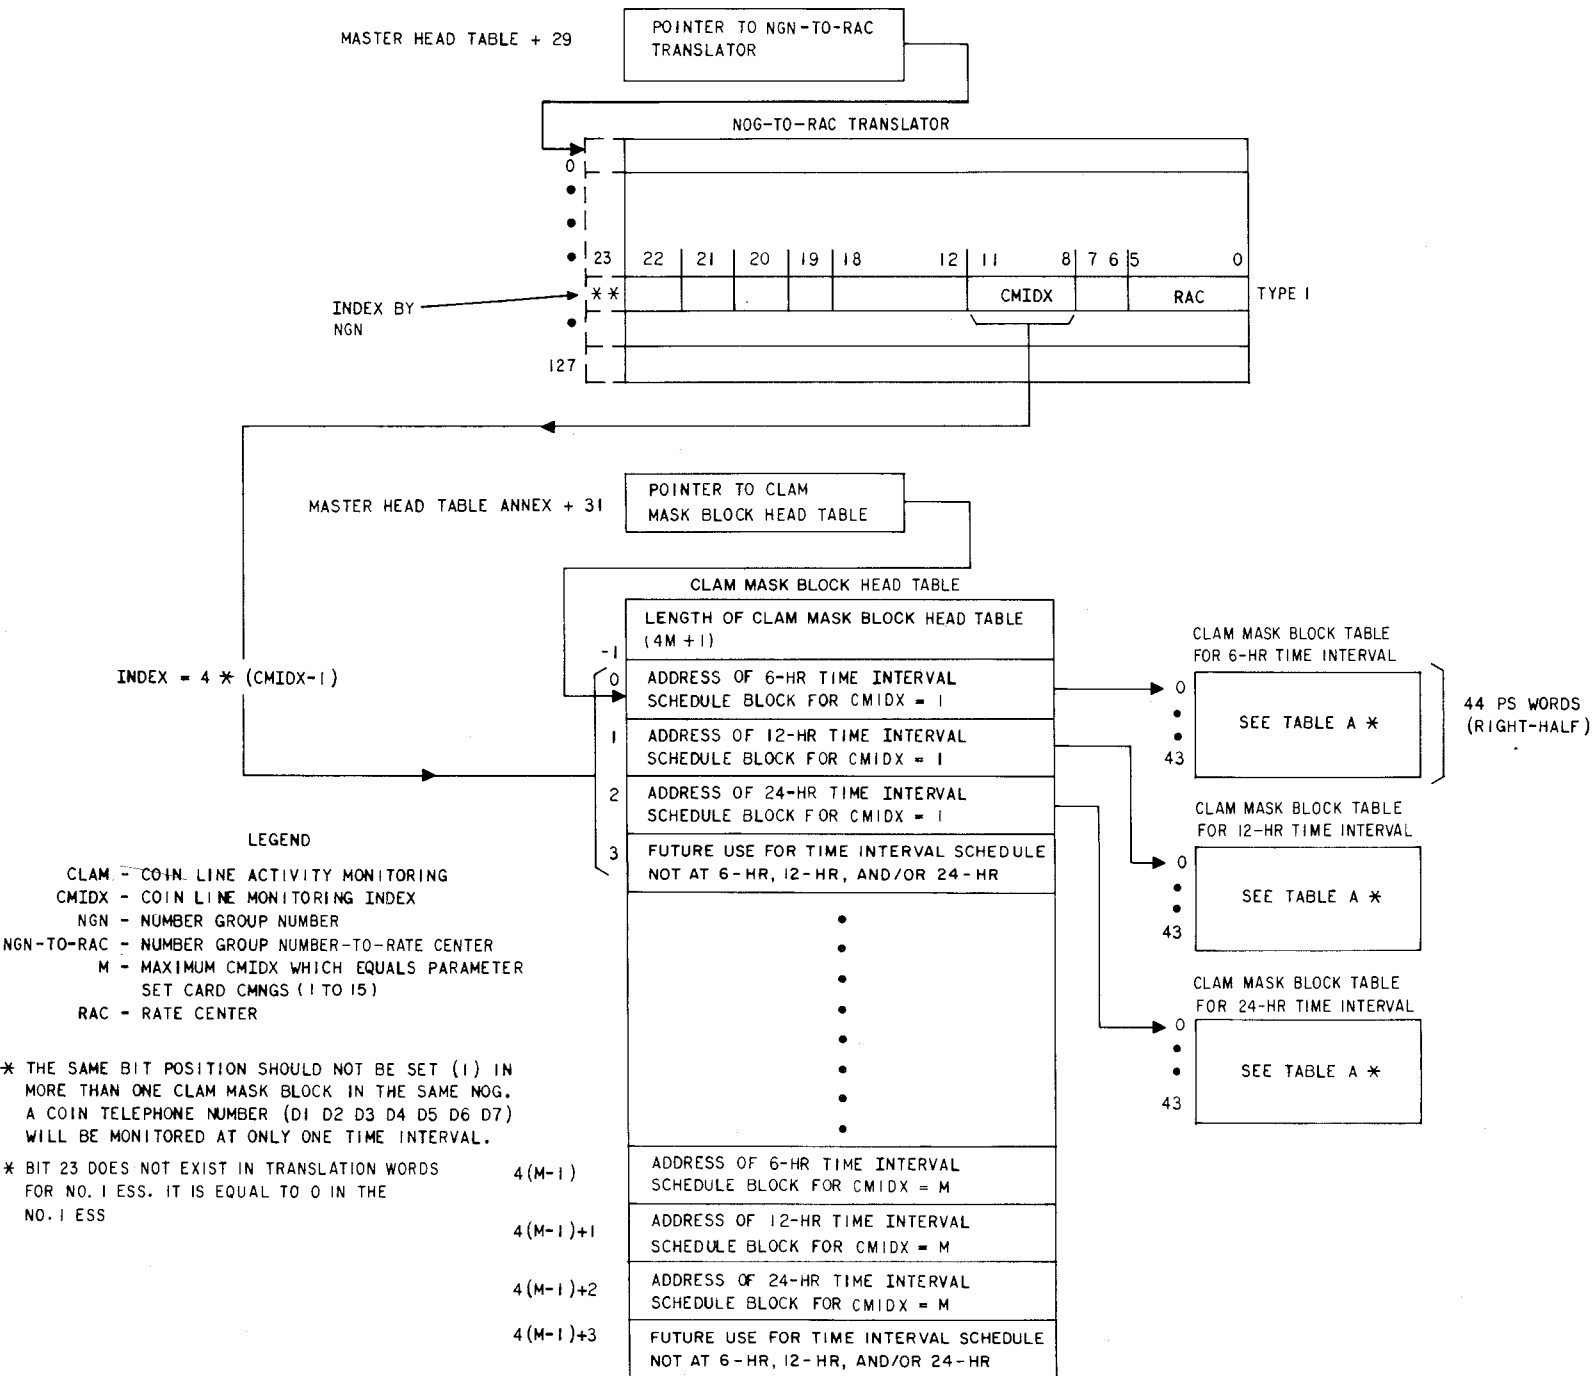 MASTER HEAD TABLE + 29
POINTER TO NGN-TO-RAC
TRANSLATOR
NOG-TO-RAC TRANSLATOR
0
23 22 21 20 19 18 12 11 8 7 6 5 0
** CMIDX RAC TYPE 1
INDEX BY
NGN
127
MASTER HEAD TABLE ANNEX + 31
POINTER TO CLAM
MASK BLOCK HEAD TABLE
CLAM MASK BLOCK HEAD TABLE
LENGTH OF CLAM MASK BLOCK HEAD TABLE
(4M + 1)
-1
INDEX = 4 * (CMIDX-1)
0 ADDRESS OF 6-HR TIME INTERVAL
SCHEDULE BLOCK FOR CMIDX = 1
1 ADDRESS OF 12-HR TIME INTERVAL
SCHEDULE BLOCK FOR CMIDX = 1
2 ADDRESS OF 24-HR TIME INTERVAL
SCHEDULE BLOCK FOR CMIDX = 1
3 FUTURE USE FOR TIME INTERVAL SCHEDULE
NOT AT 6-HR, 12-HR, AND/OR 24-HR
CLAM MASK BLOCK TABLE
FOR 6-HR TIME INTERVAL
0
SEE TABLE A *
43
44 PS WORDS
(RIGHT-HALF)
CLAM MASK BLOCK TABLE
FOR 12-HR TIME INTERVAL
0
SEE TABLE A *
43
CLAM MASK BLOCK TABLE
FOR 24-HR TIME INTERVAL
0
SEE TABLE A *
43
LEGEND
CLAM - COIN LINE ACTIVITY MONITORING
CMIDX - COIN LINE MONITORING INDEX
NGN - NUMBER GROUP NUMBER
NGN-TO-RAC - NUMBER GROUP NUMBER-TO-RATE CENTER
M - MAXIMUM CMIDX WHICH EQUALS PARAMETER
SET CARD CMNGS (1 TO 15)
RAC - RATE CENTER
* THE SAME BIT POSITION SHOULD NOT BE SET (1) IN
MORE THAN ONE CLAM MASK BLOCK IN THE SAME NOG.
A COIN TELEPHONE NUMBER (D1 D2 D3 D4 D5 D6 D7)
WILL BE MONITORED AT ONLY ONE TIME INTERVAL.
* BIT 23 DOES NOT EXIST IN TRANSLATION WORDS
FOR NO. 1 ESS. IT IS EQUAL TO 0 IN THE
NO. 1 ESS
4(M-1) ADDRESS OF 6-HR TIME INTERVAL
SCHEDULE BLOCK FOR CMIDX = M
4(M-1)+1 ADDRESS OF 12-HR TIME INTERVAL
SCHEDULE BLOCK FOR CMIDX = M
4(M-1)+2 ADDRESS OF 24-HR TIME INTERVAL
SCHEDULE BLOCK FOR CMIDX = M
4(M-1)+3 FUTURE USE FOR TIME INTERVAL SCHEDULE
NOT AT 6-HR, 12-HR, AND/OR 24-HR